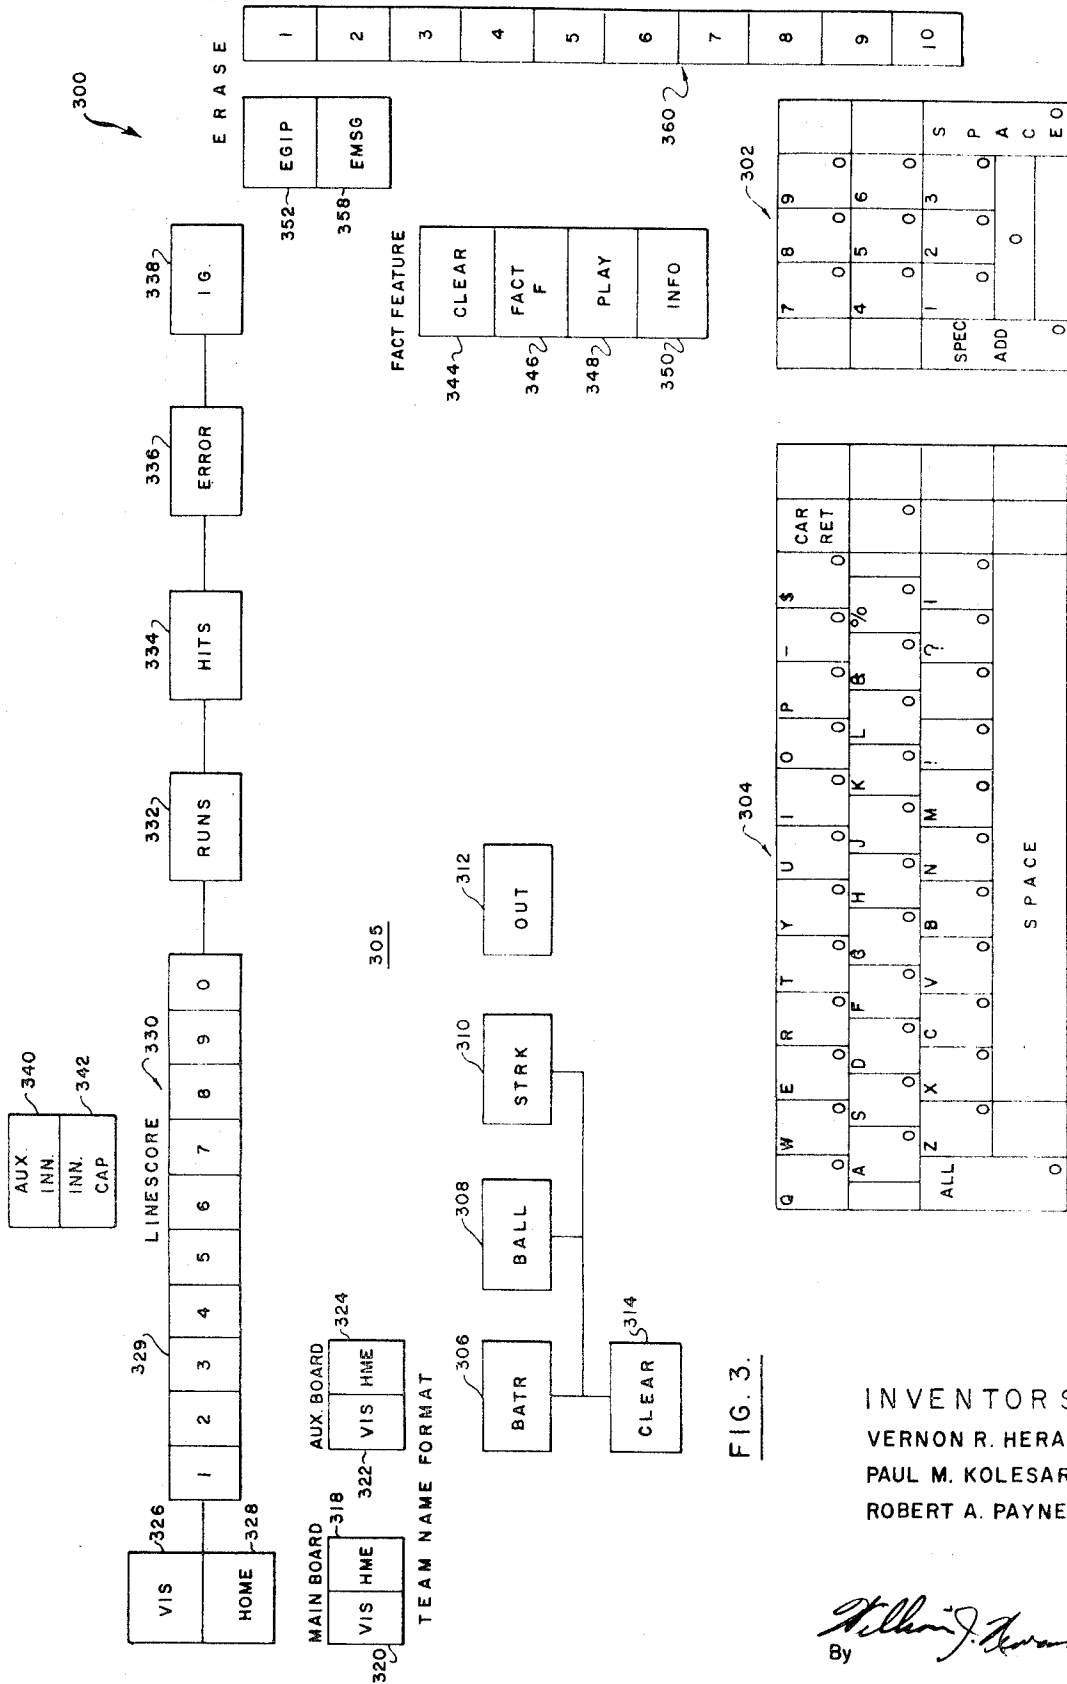 300
ERASE
1
2
3
4
5
6
7
8
9
10
360
EGIP
EMSG
352
358
338
IG.
336
ERROR
334
HITS
332
RUNS
FACT FEATURE
CLEAR
FACT F
PLAY
INFO
344
346
348
350
340
342
AUX. INN.
INN. CAP
LINESCORE
330
329
1 2 3 4 5 6 7 8 9 0
326
328
VIS
HOME
MAIN BOARD
318
VIS HME
320
AUX. BOARD
324
VIS HME
322
TEAM NAME FORMAT
305
306
BATR
308
BALL
310
STRK
312
OUT
314
CLEAR
302
7 8 9
4 5 6
1 2 3
SPEC
ADD
0
SPACE
304
Q W E R T Y U I O P - $
CAR RET
A S D F G H J K L & %
ALL
Z X C V B N M ! ? I
SPACE
FIG. 3.
INVENTORS
VERNON R. HERA
PAUL M. KOLESAR
ROBERT A. PAYNE
By